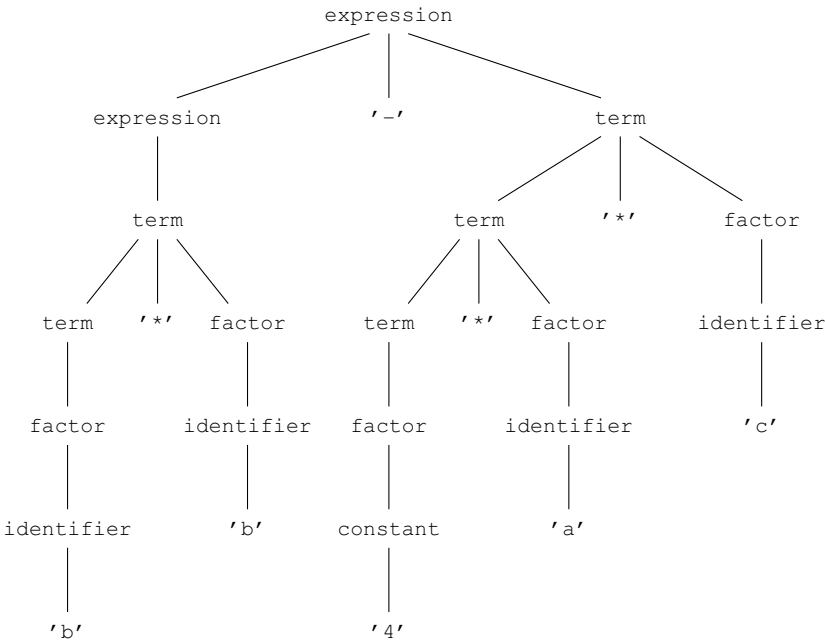 expression
expression '-' term
term term '*' factor
term '*' factor term '*' factor identifier
factor identifier factor identifier 'c'
identifier 'b' constant 'a'
'b' '4'